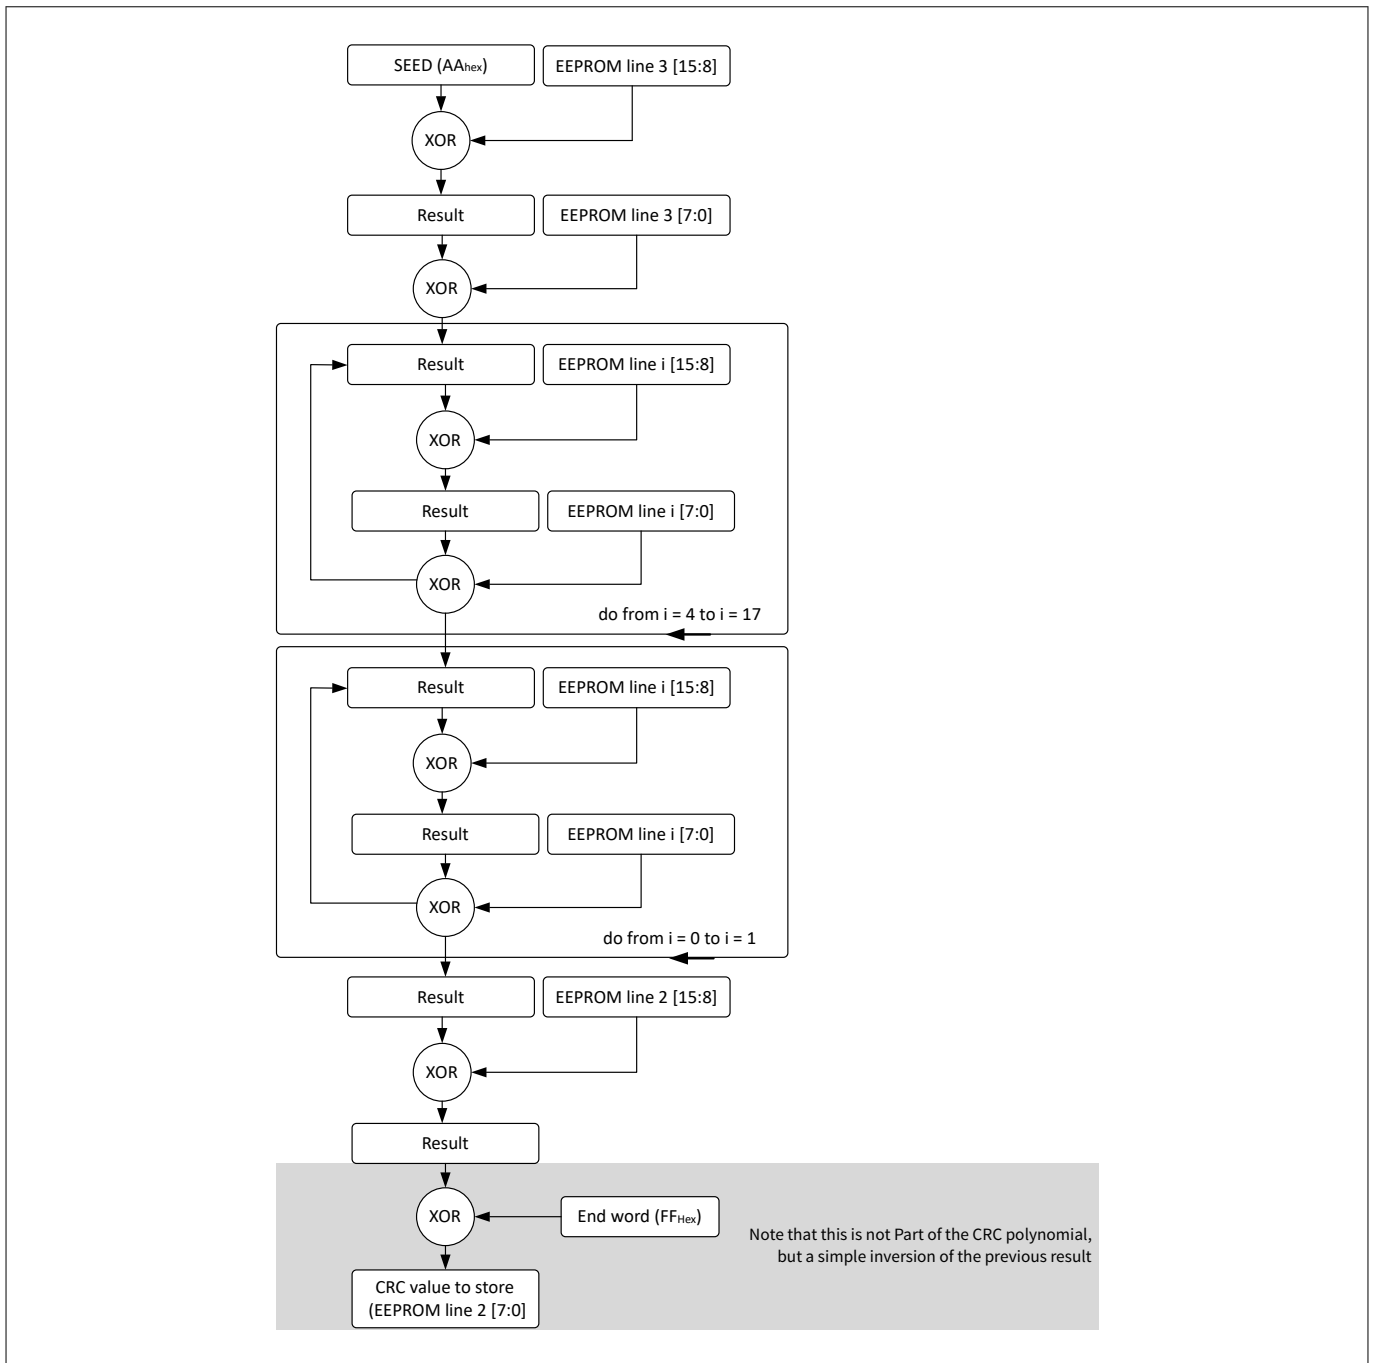 SEED (AAhex)
EEPROM line 3 [15:8]
XOR
Result
EEPROM line 3 [7:0]
XOR
Result
EEPROM line i [15:8]
XOR
Result
EEPROM line i [7:0]
XOR
do from i = 4 to i = 17
Result
EEPROM line i [15:8]
XOR
Result
EEPROM line i [7:0]
XOR
do from i = 0 to i = 1
Result
EEPROM line 2 [15:8]
XOR
Result
XOR
End word (FFHex)
Note that this is not Part of the CRC polynomial,
but a simple inversion of the previous result
CRC value to store
(EEPROM line 2 [7:0]